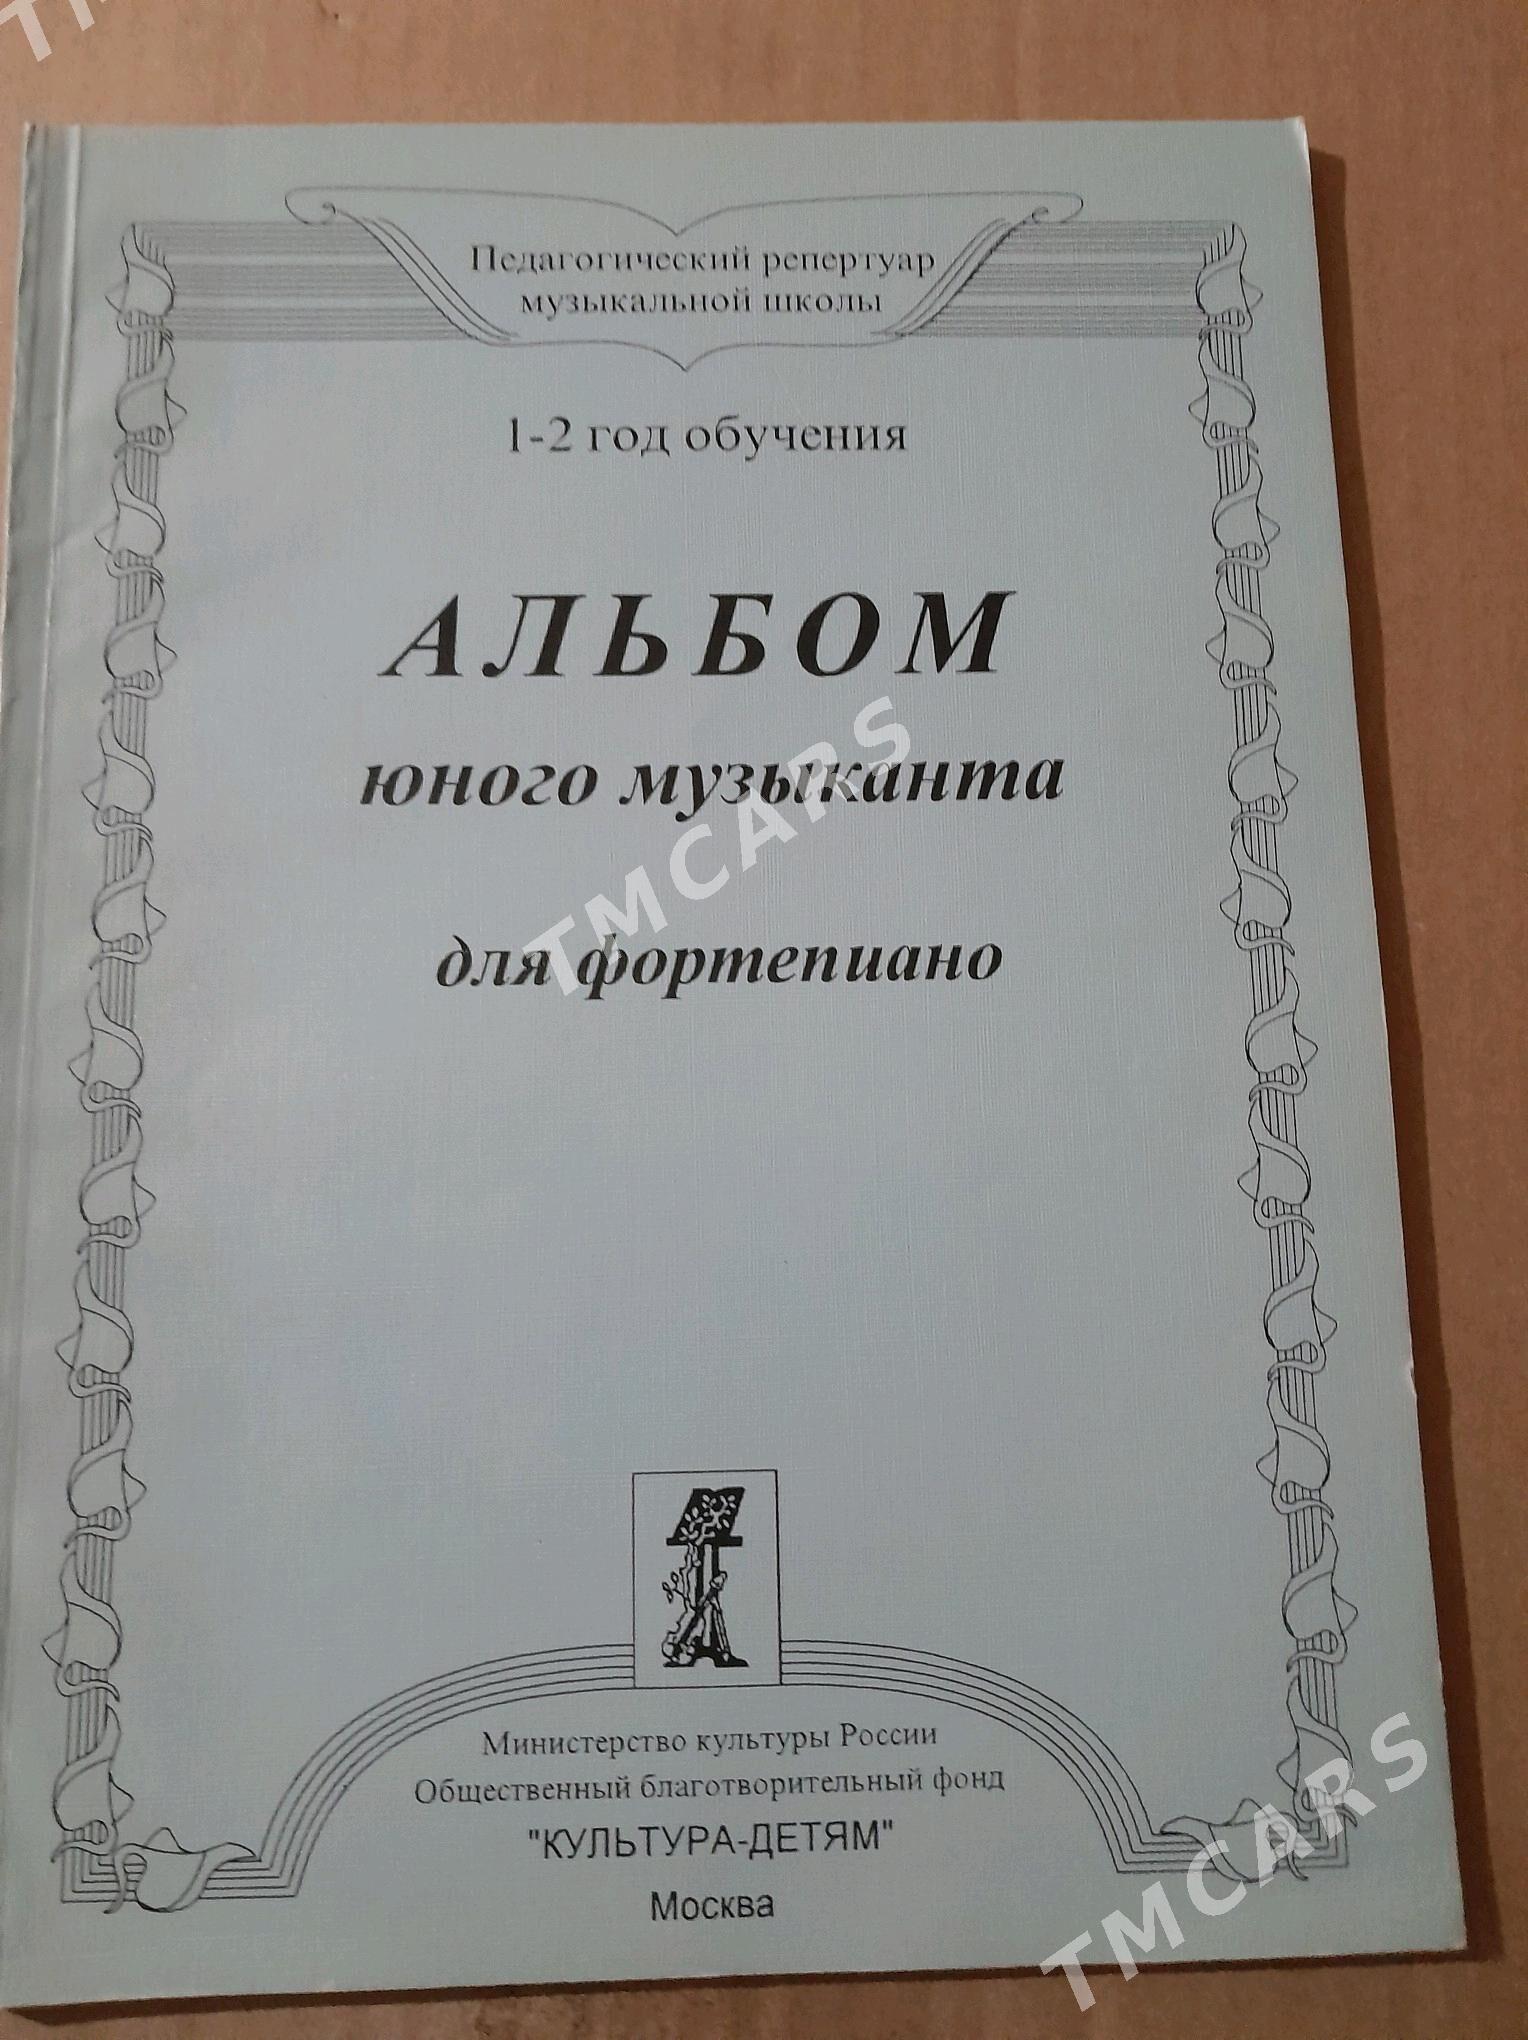 Педагогический репертуар
музыкальной школы
1-2 год обучения
АЛЬБОМ
юного музыканта
для фортепиано
TMCARS
Министерство культуры России
Общественный благотворительный фонд
"КУЛЬТУРА-ДЕТЯМ"
Москва
TMCARS